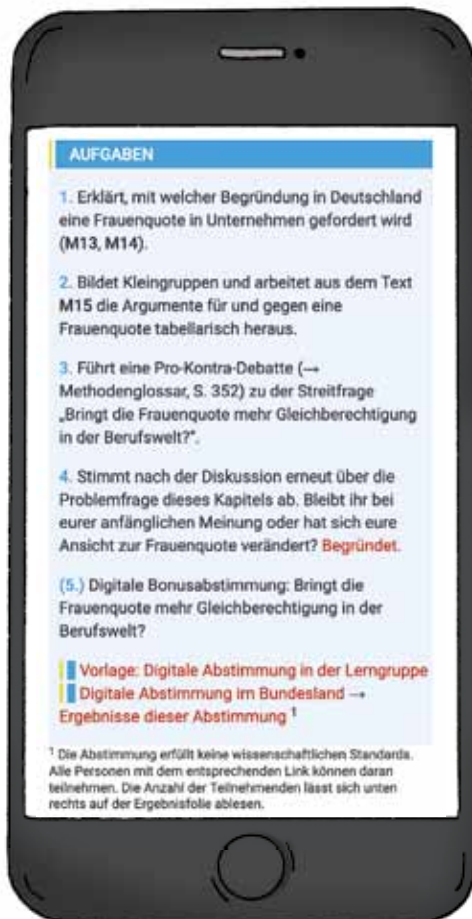 AUFGABEN
1. Erklärt, mit welcher Begründung in Deutschland
eine Frauenquote in Unternehmen gefordert wird
(M13, M14).
2. Bildet Kleingruppen und arbeitet aus dem Text
M15 die Argumente für und gegen eine
Frauenquote tabellarisch heraus.
3. Führt eine Pro-Kontra-Debatte (→
Methodenglossar, S. 352) zu der Streitfrage
„Bringt die Frauenquote mehr Gleichberechtigung
in der Berufswelt?".
4. Stimmt nach der Diskussion erneut über die
Problemfrage dieses Kapitels ab. Bleibt ihr bei
eurer anfänglichen Meinung oder hat sich eure
Ansicht zur Frauenquote verändert? Begründet.
(5.) Digitale Bonusabstimmung: Bringt die
Frauenquote mehr Gleichberechtigung in der
Berufswelt?
Vorlage: Digitale Abstimmung in der Lerngruppe
Digitale Abstimmung im Bundesland →
Ergebnisse dieser Abstimmung ¹
¹ Die Abstimmung erfüllt keine wissenschaftlichen Standards.
Alle Personen mit dem entsprechenden Link können daran
teilnehmen. Die Anzahl der Teilnehmenden lässt sich unten
rechts auf der Ergebnisfolie ablesen.